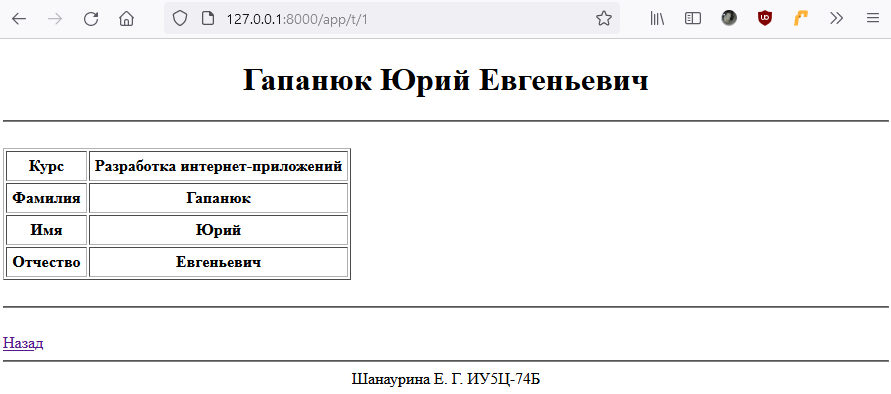 127.0.0.1:8000/app/t/1
Гапанюк Юрий Евгеньевич
Курс Разработка интернет-приложений
Фамилия Гапанюк
Имя Юрий
Отчество Евгеньевич
Назад
Шанаурина Е. Г. ИУ5Ц-74Б